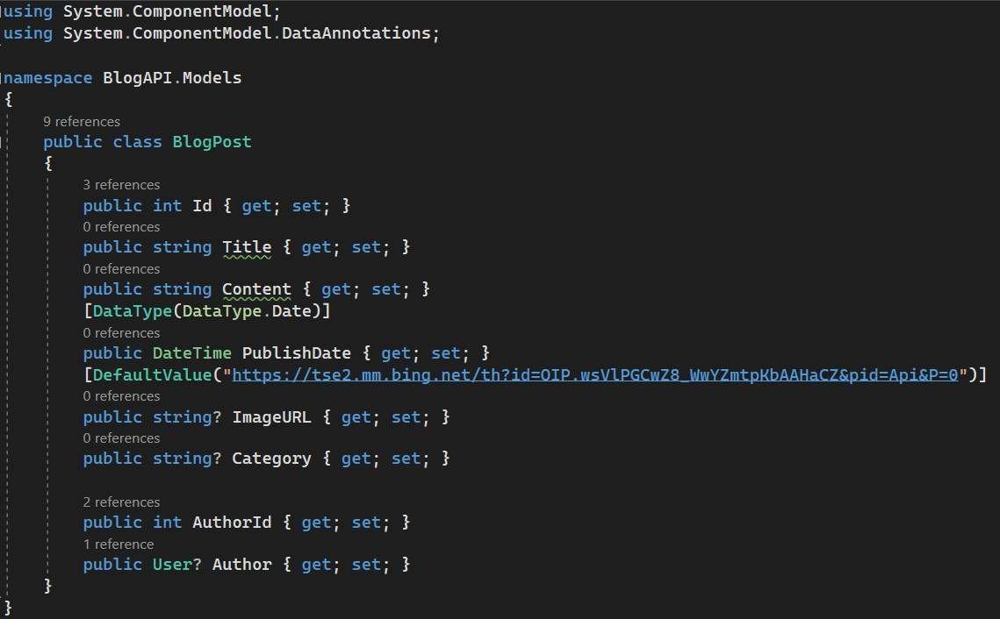 using System.ComponentModel;
using System.ComponentModel.DataAnnotations;
namespace BlogAPI.Models
{
9 references
public class BlogPost
{
3 references
public int Id { get; set; }
0 references
public string Title { get; set; }
0 references
public string Content { get; set; }
[DataType(DataType.Date)]
0 references
public DateTime PublishDate { get; set; }
[DefaultValue("https://tse2.mm.bing.net/th?id=OIP.wsVlPGCwZ8_WwYZmtpKbAAHaCZ&pid=Api&P=0")]
0 references
public string? ImageURL { get; set; }
0 references
public string? Category { get; set; }
2 references
public int AuthorId { get; set; }
1 reference
public User? Author { get; set; }
}
}